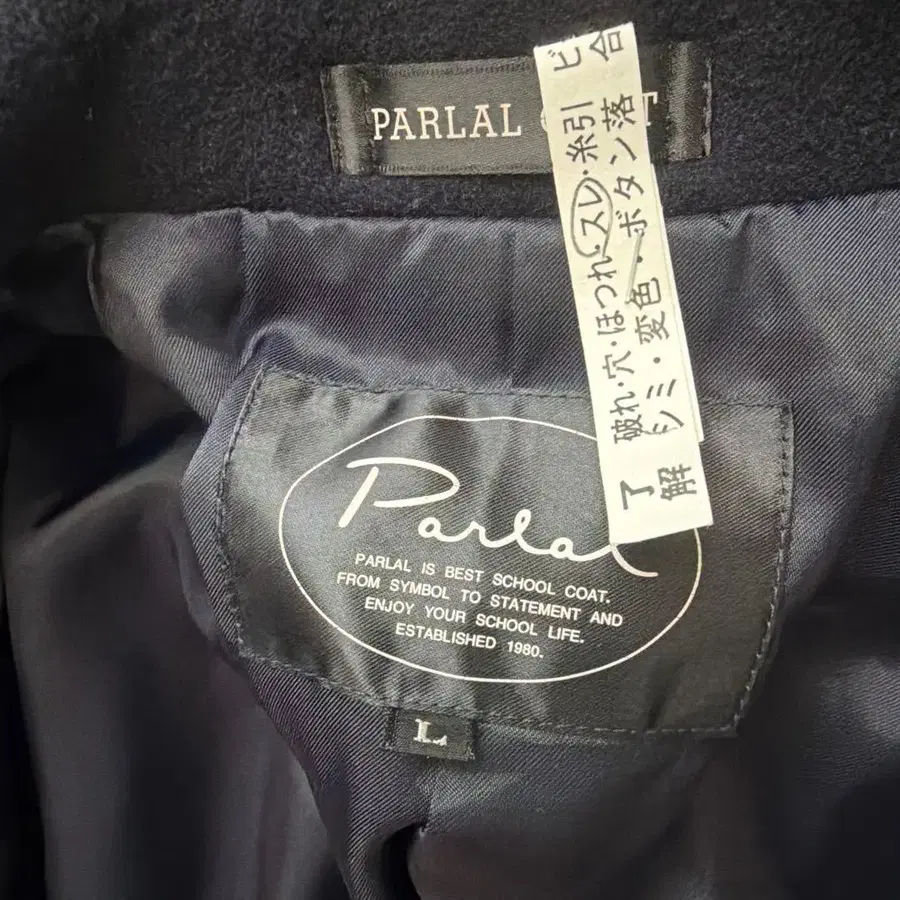 PARLAL T
破れ・穴・ほつれ・スレ・糸引 ビ
シミ・変色・ボタン落 合
了解
Parlal
PARLAL IS BEST SCHOOL COAT.
FROM SYMBOL TO STATEMENT AND
ENJOY YOUR SCHOOL LIFE.
ESTABLISHED 1980.
L